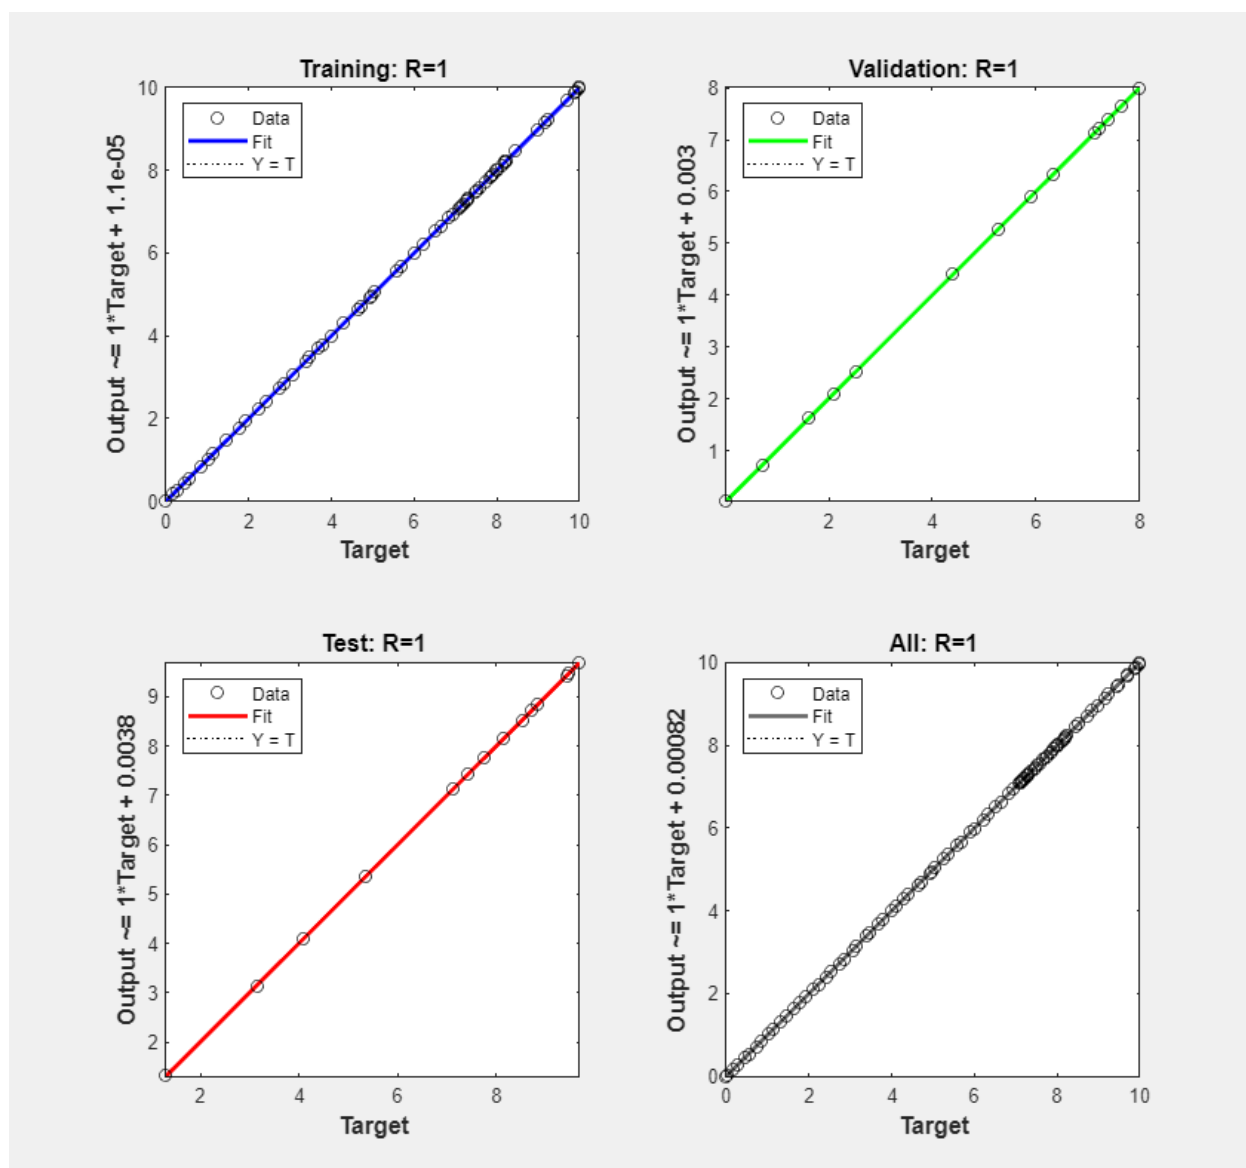 Training: R=1
Output ~= 1*Target + 1.1e-05
Data
Fit
Y = T
10
8
6
4
2
0
0 2 4 6 8 10
Target
Validation: R=1
Output ~= 1*Target + 0.003
Data
Fit
Y = T
8
7
6
5
4
3
2
1
2 4 6 8
Target
Test: R=1
Output ~= 1*Target + 0.0038
Data
Fit
Y = T
9
8
7
6
5
4
3
2
2 4 6 8
Target
All: R=1
Output ~= 1*Target + 0.00082
Data
Fit
Y = T
10
8
6
4
2
0
0 2 4 6 8 10
Target